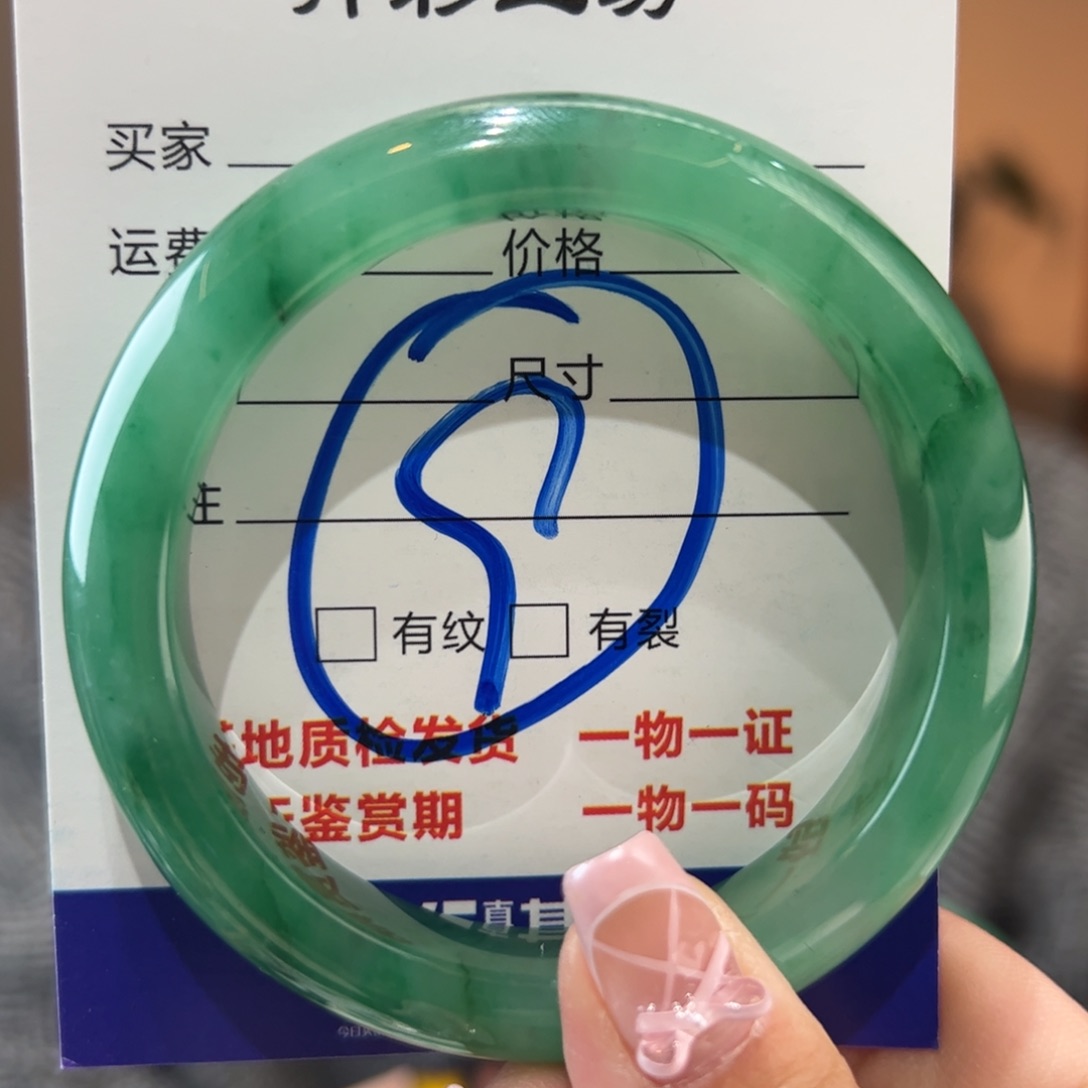 买家
运费
价格
尺寸
注
有纹 有裂
地质检发货 一物一证
鉴赏期 一物一码
真